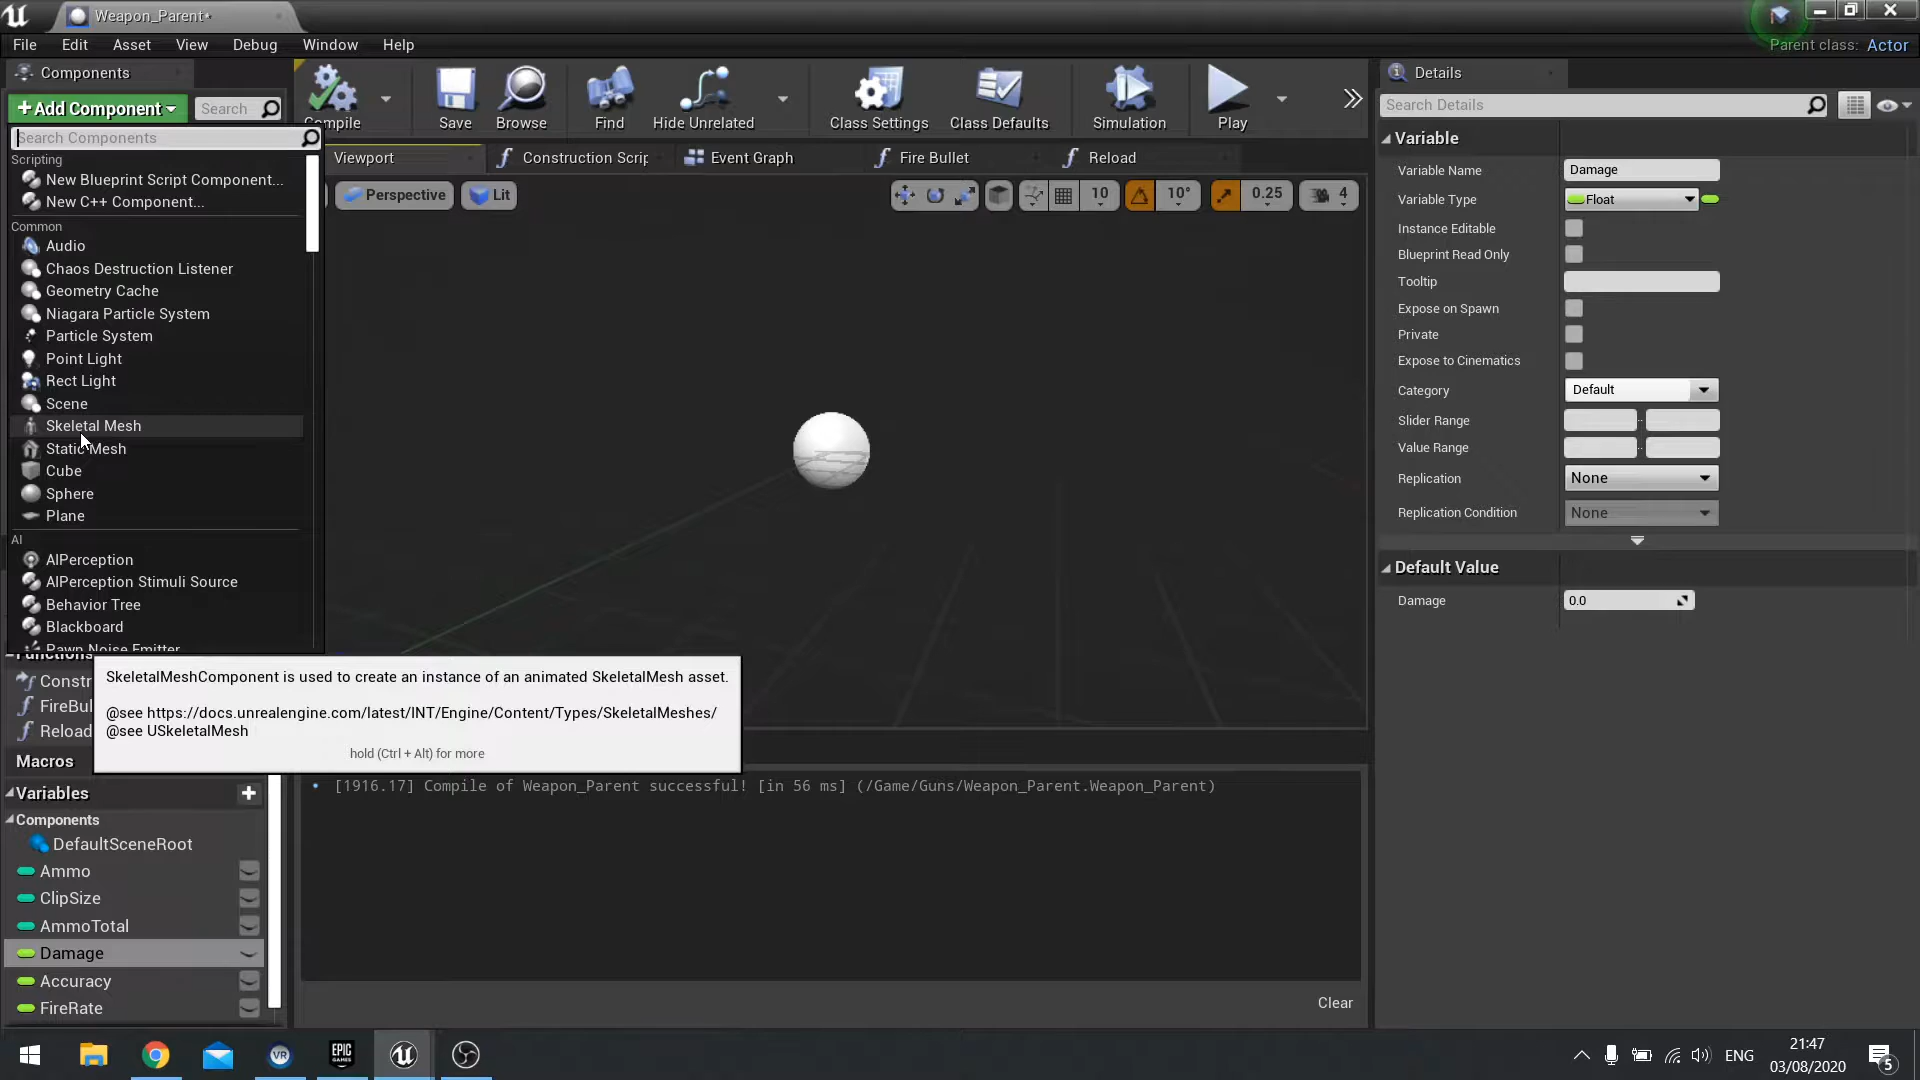 Weapon_Parent*
File Edit Asset View Debug Window Help
Parent class: Actor
Components
+Add Component
Search
Search Components
Scripting
New Blueprint Script Component...
New C++ Component...
Common
Audio
Chaos Destruction Listener
Geometry Cache
Niagara Particle System
Particle System
Point Light
Rect Light
Scene
Skeletal Mesh
Static Mesh
Cube
Sphere
Plane
AI
AIPerception
AIPerception Stimuli Source
Behavior Tree
Blackboard
Pawn Noise Emitter
Functions
Constr
FireBul
Reload
SkeletalMeshComponent is used to create an instance of an animated SkeletalMesh asset.
@see https://docs.unrealengine.com/latest/INT/Engine/Content/Types/SkeletalMeshes/
@see USkeletalMesh
hold (Ctrl + Alt) for more
Macros
Variables
Components
DefaultSceneRoot
Ammo
ClipSize
AmmoTotal
Damage
Accuracy
FireRate
Compile
Save
Browse
Find
Hide Unrelated
Class Settings
Class Defaults
Simulation
Play
Viewport
Construction Scrip
Event Graph
Fire Bullet
Reload
Perspective
Lit
10
10°
0.25
4
[1916.17] Compile of Weapon_Parent successful! [in 56 ms] (/Game/Guns/Weapon_Parent.Weapon_Parent)
Clear
Details
Search Details
Variable
Variable Name Damage
Variable Type Float
Instance Editable
Blueprint Read Only
Tooltip
Expose on Spawn
Private
Expose to Cinematics
Category Default
Slider Range
Value Range
Replication None
Replication Condition None
Default Value
Damage 0.0
VR
EPIC GAMES
ENG
21:47
03/08/2020
5